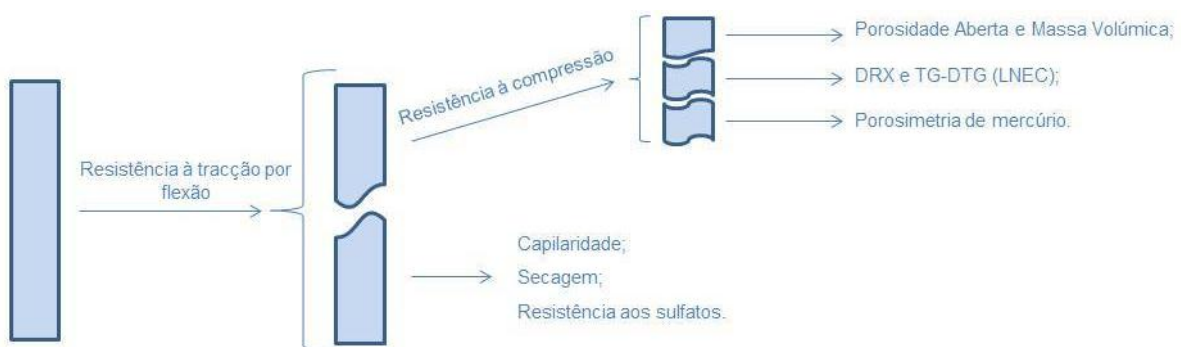 Resistência à tracção por
flexão
Resistência à compressão
Porosidade Aberta e Massa Volúmica;
DRX e TG-DTG (LNEC);
Porosimetria de mercúrio.
Capilaridade;
Secagem;
Resistência aos sulfatos.